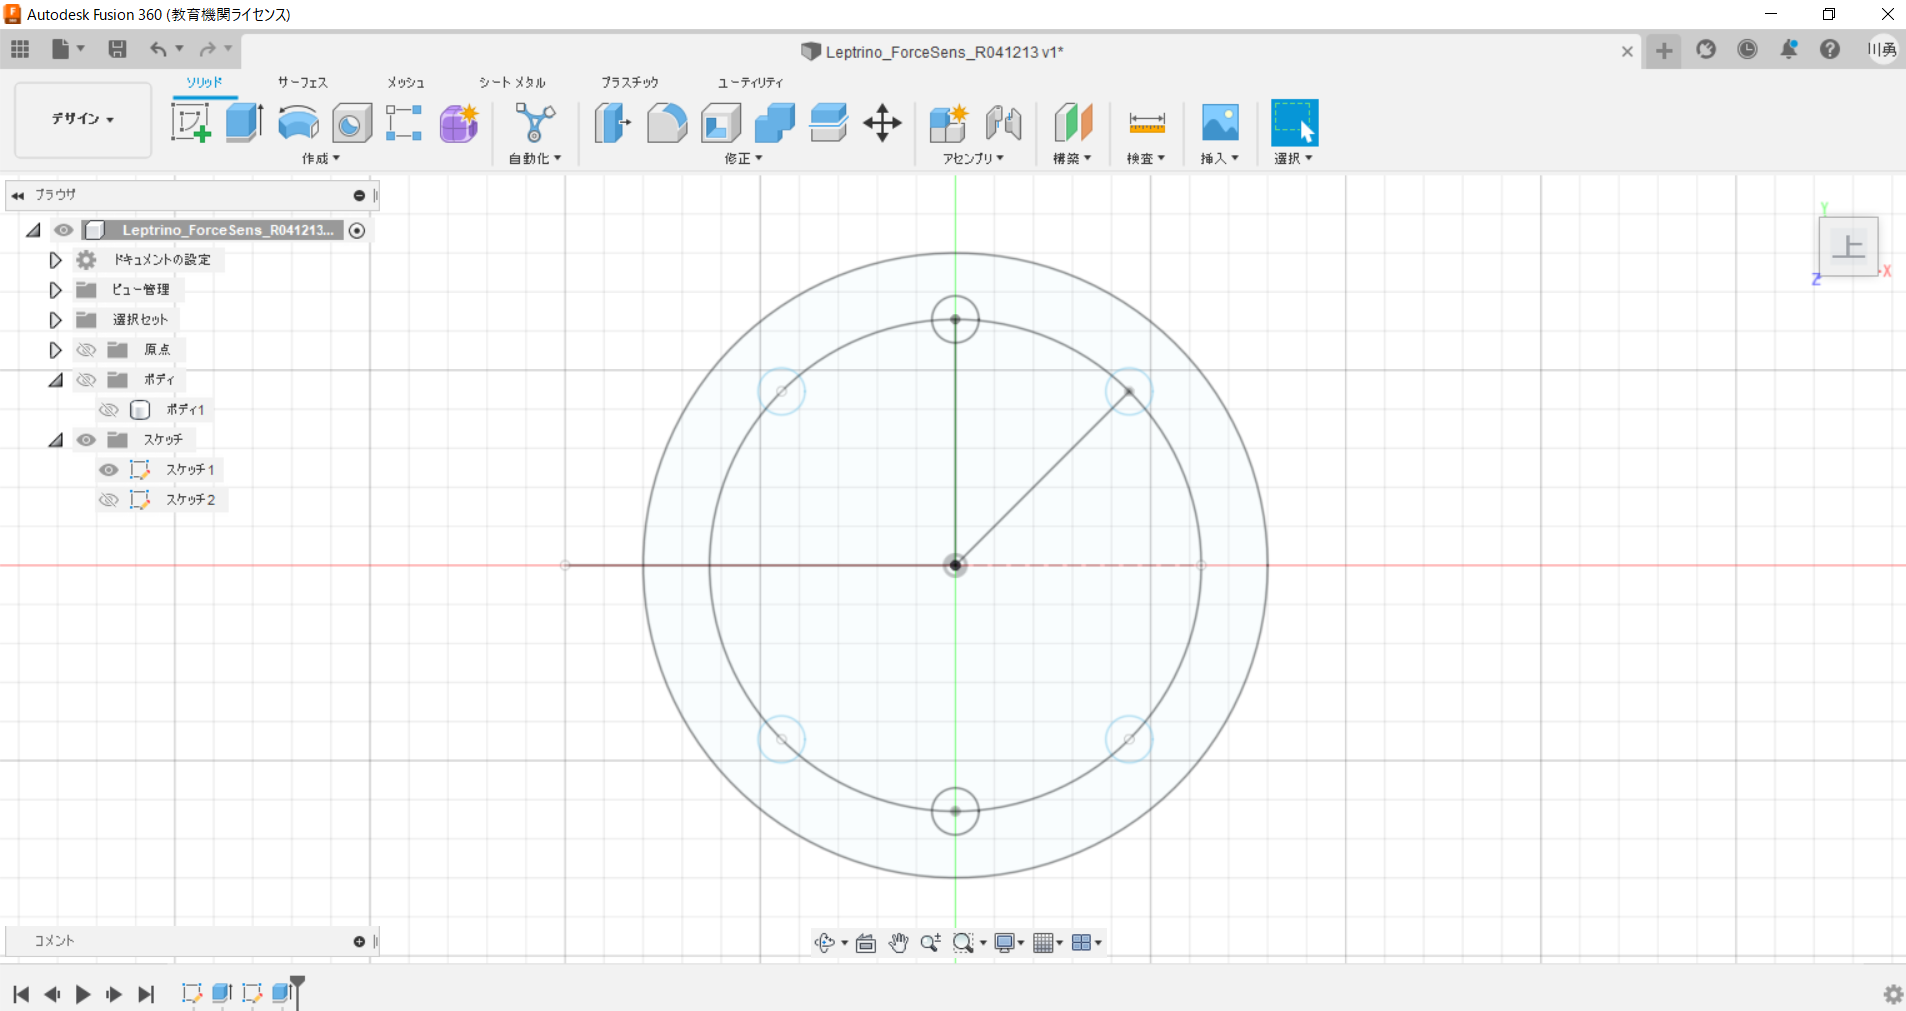 Autodesk Fusion 360 (教育機関ライセンス)
Leptrino_ForceSens_R041213 v1*
川勇
ソリッド サーフェス メッシュ シート メタル プラスチック ユーティリティ
デザイン
作成 自動化 修正 アセンブリ 構築 検査 挿入 選択
ブラウザ
Leptrino_ForceSens_R041213...
ドキュメントの設定
ビュー管理
選択セット
原点
ボディ
ボディ1
スケッチ
スケッチ1
スケッチ2
Y
上
X
Z
コメント